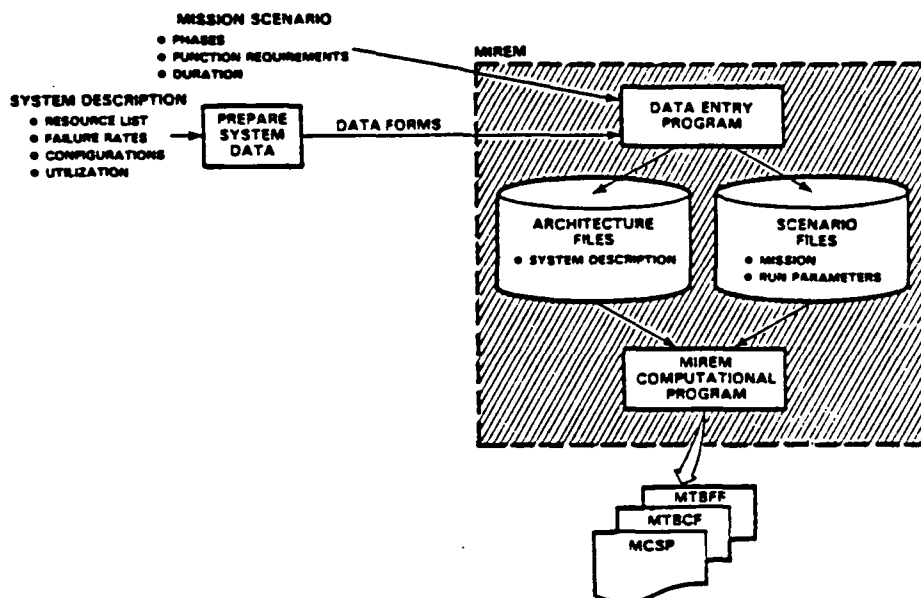 MISSION SCENARIO
• PHASES
• FUNCTION REQUIREMENTS
• DURATION
MIREM
SYSTEM DESCRIPTION
• RESOURCE LIST
• FAILURE RATES
• CONFIGURATIONS
• UTILIZATION
PREPARE
SYSTEM
DATA
DATA FORMS
DATA ENTRY
PROGRAM
ARCHITECTURE
FILES
• SYSTEM DESCRIPTION
SCENARIO
FILES
• MISSION
• RUN PARAMETERS
MIREM
COMPUTATIONAL
PROGRAM
MTBFF
MTBCF
MCSP